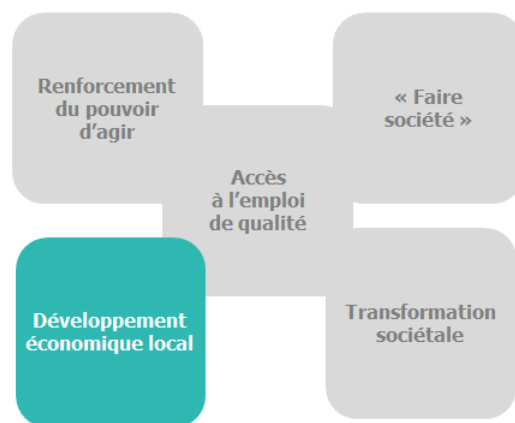 Renforcement
du pouvoir
d’agir
« Faire
société »
Accès
à l’emploi
de qualité
Développement
économique local
Transformation
sociétale